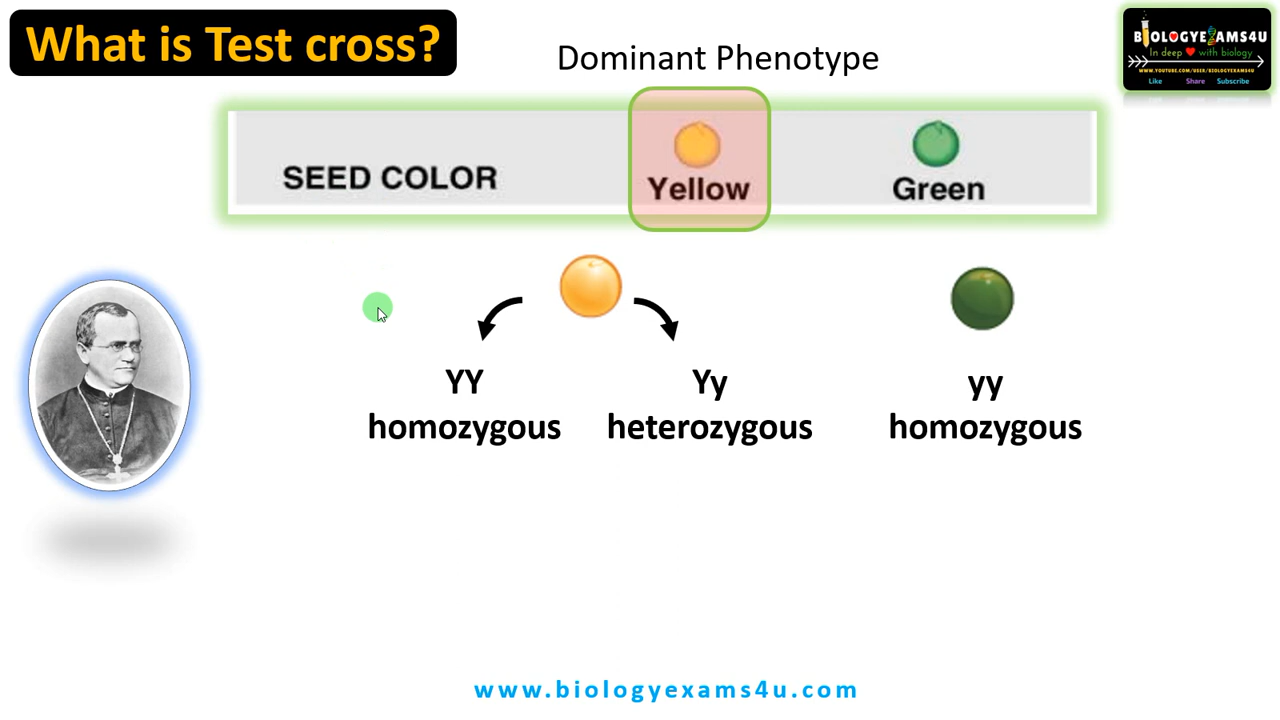 What is Test cross?
Dominant Phenotype
BIOLOGYEXAMS4U
In deep with biology
WWW.YOUTUBE.COM/USER/BIOLOGYEXAMS4U
Like Share Subscribe
SEED COLOR
Yellow
Green
YY
homozygous
Yy
heterozygous
yy
homozygous
www.biologyexams4u.com